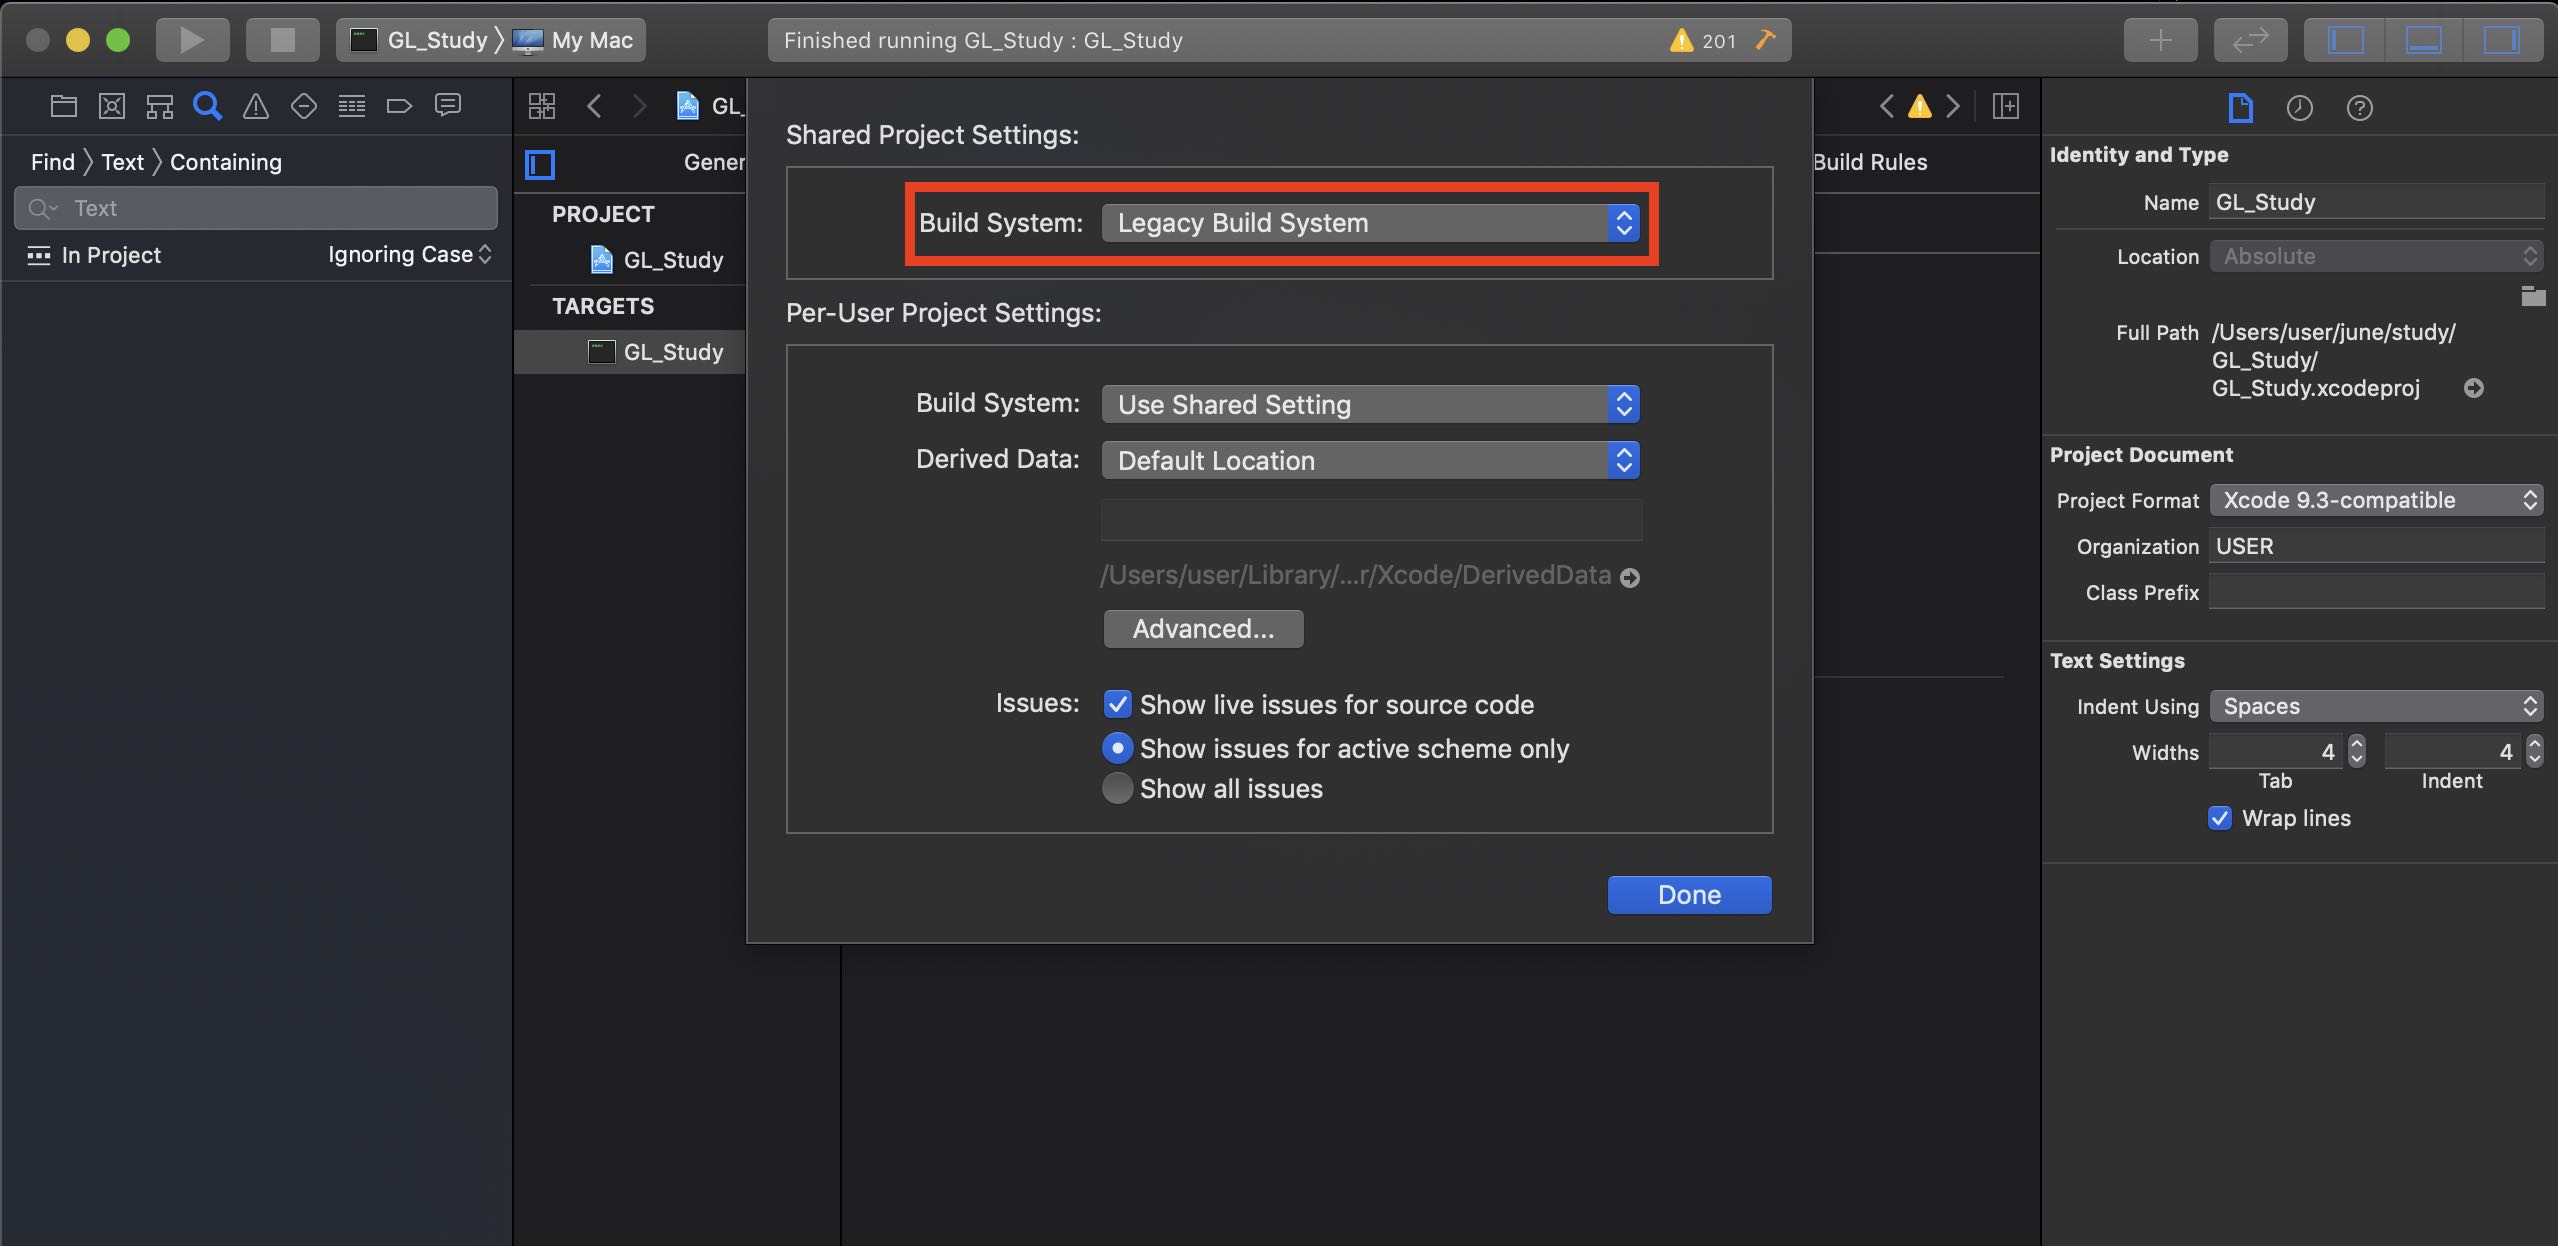 GL_Study 〉 My Mac
Finished running GL_Study : GL_Study
201
Find 〉 Text 〉 Containing
Text
In Project
Ignoring Case
GL_
Gener
PROJECT
GL_Study
TARGETS
GL_Study
Shared Project Settings:
Build System: Legacy Build System
Per-User Project Settings:
Build System: Use Shared Setting
Derived Data: Default Location
/Users/user/Library/...r/Xcode/DerivedData
Advanced...
Issues: Show live issues for source code
Show issues for active scheme only
Show all issues
Done
Build Rules
Identity and Type
Name GL_Study
Location Absolute
Full Path /Users/user/june/study/
GL_Study/
GL_Study.xcodeproj
Project Document
Project Format Xcode 9.3-compatible
Organization USER
Class Prefix
Text Settings
Indent Using Spaces
Widths 4 4
Tab Indent
Wrap lines